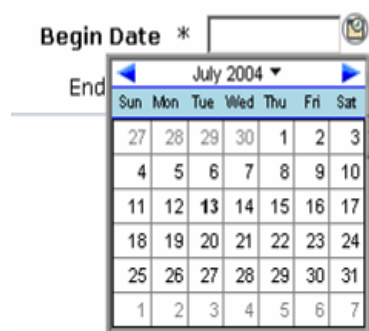 Begin Date *
End
July 2004
Sun Mon Tue Wed Thu Fri Sat
27 28 29 30 1 2 3
4 5 6 7 8 9 10
11 12 13 14 15 16 17
18 19 20 21 22 23 24
25 26 27 28 29 30 31
1 2 3 4 5 6 7